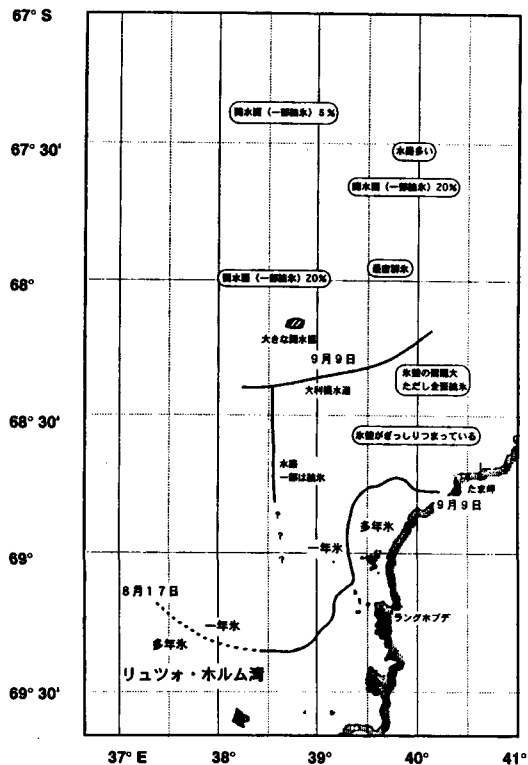 67° S
開水面（一部結氷）5％
67° 30'
水路多い
開水面（一部結氷）20％
68°
開水面（一部結氷）20％
最密群氷
大きな開水面
9月9日
大利根水道
氷盤の間隔大
ただし全面結氷
68° 30'
氷盤がぎっしりつまっている
水路
一部は結氷
?
?
?
たま岬
9月9日
多年氷
一年氷
69°
8月17日
一年氷
多年氷
ラングホブデ
リュツォ・ホルム湾
69° 30'
37° E
38°
39°
40°
41°